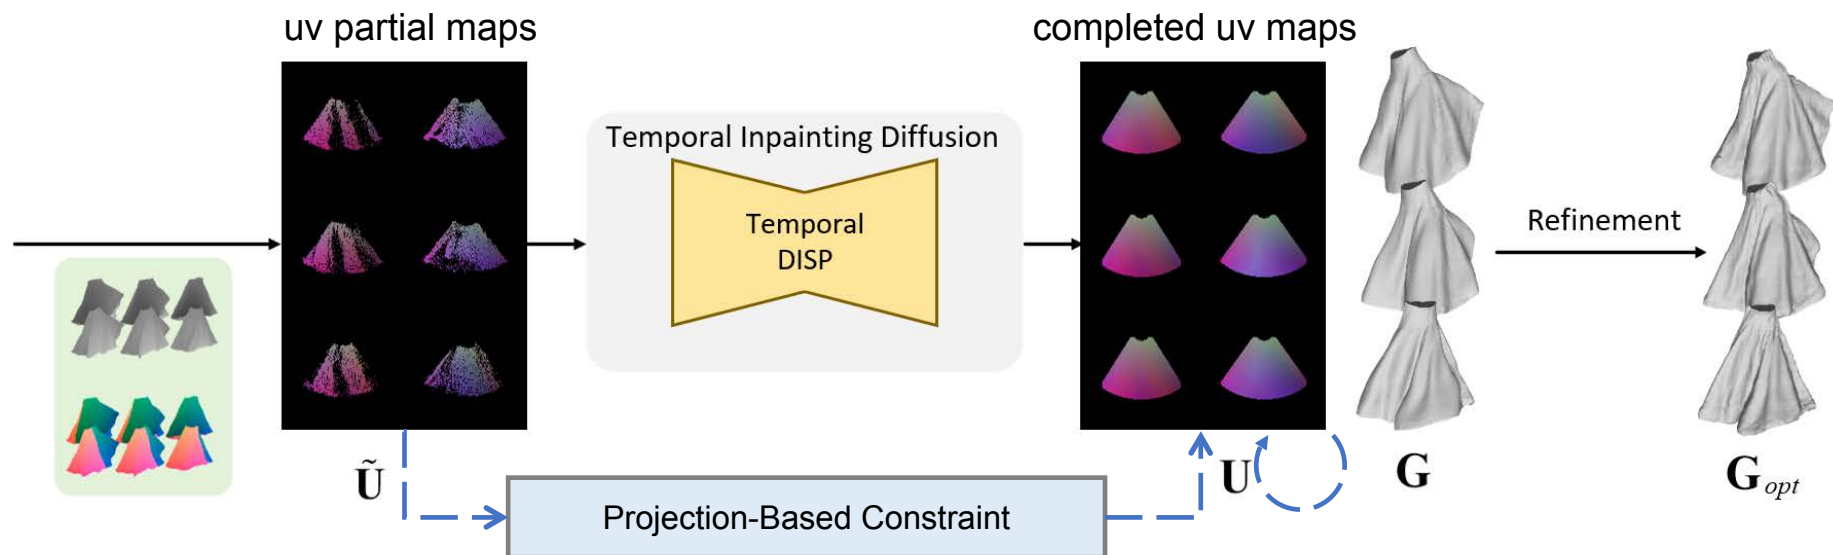 uv partial maps
completed uv maps
Temporal Inpainting Diffusion
Temporal
DISP
Refinement
Ũ
U
G
G_opt
Projection-Based Constraint